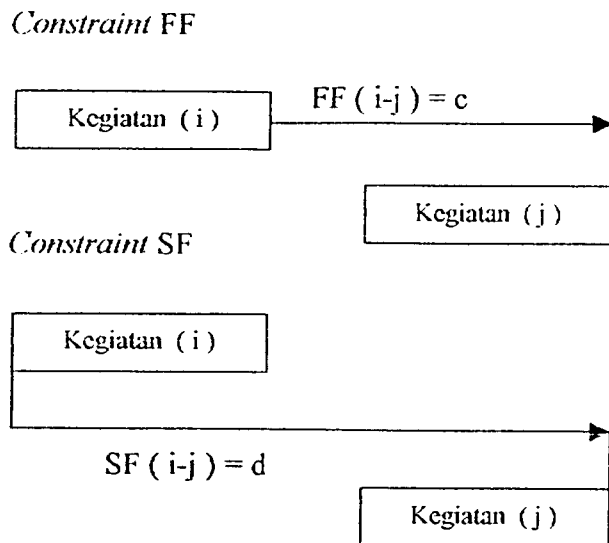 Constraint FF
Kegiatan ( i )
FF ( i-j ) = c
Kegiatan ( j )
Constraint SF
Kegiatan ( i )
SF ( i-j ) = d
Kegiatan ( j )